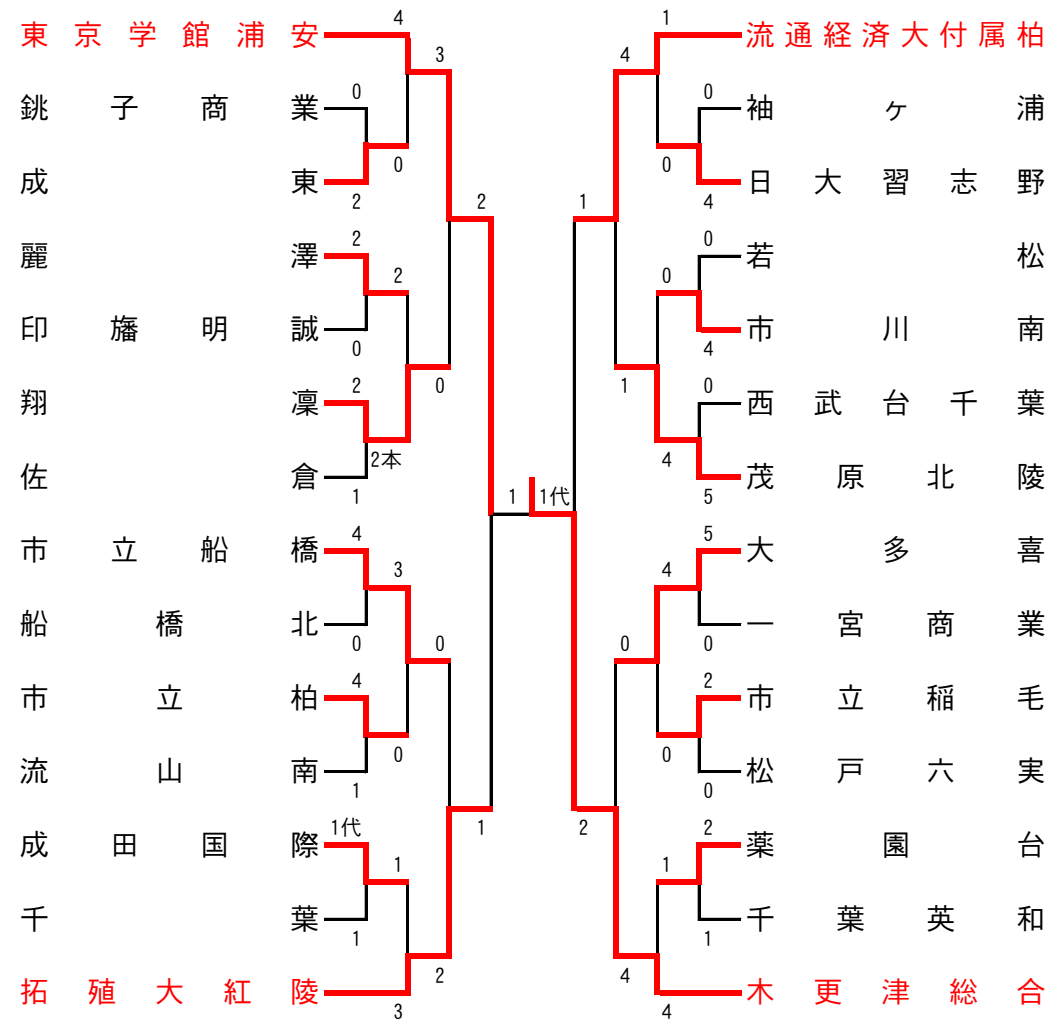 東京学館浦安
銚子商業
成東
麗澤
印旛明誠
翔凜
佐倉
市立船橋
船橋北
市立柏
流山南
成田国際
千葉
拓殖大紅陵
4
0
2
2
0
2
1
4
0
4
1
1代
1
3
3
0
2
2本
3
0
1
2
2
0
0
1
1
1代
1
2
4
1
0
0
0
4
4
0
1
4
1
0
4
0
4
0
5
5
0
2
0
2
1
4
流通経済大付属柏
袖ヶ浦
日大習志野
若松
市川南
西武台千葉
茂原北陵
大多喜
一宮商業
市立稲毛
松戸六実
薬園台
千葉英和
木更津総合